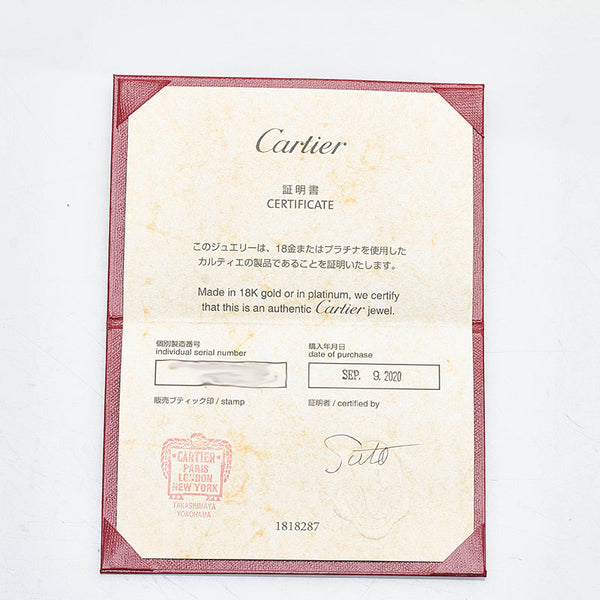 Cartier
証明書
CERTIFICATE
このジュエリーは、18金またはプラチナを使用した
カルティエの製品であることを証明いたします。
Made in 18K gold or in platinum, we certify
that this is an authentic Cartier jewel.
個別製造番号
individual serial number
購入年月日
date of purchase
SEP. 9. 2020
販売ブティック印 / stamp
証明者 / certified by
CARTIER
PARIS
LONDON
NEW YORK
TAKASHIMAYA
YOKOHAMA
Sato
1818287